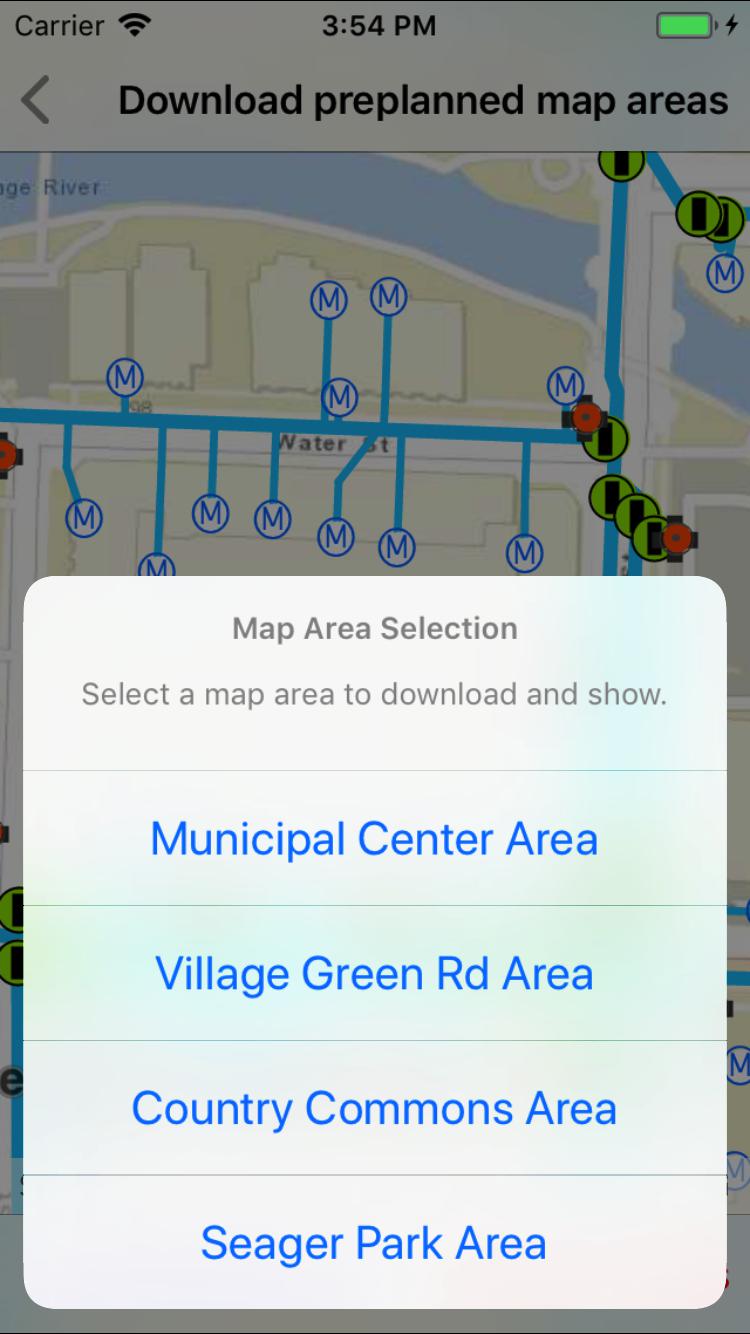 Carrier 3:54 PM
Download preplanned map areas
River
M
M
M
M
M
M
98
Water St
M
M
M
M
M
M
M
Map Area Selection
Select a map area to download and show.
Municipal Center Area
Village Green Rd Area
Country Commons Area
M
M
Seager Park Area